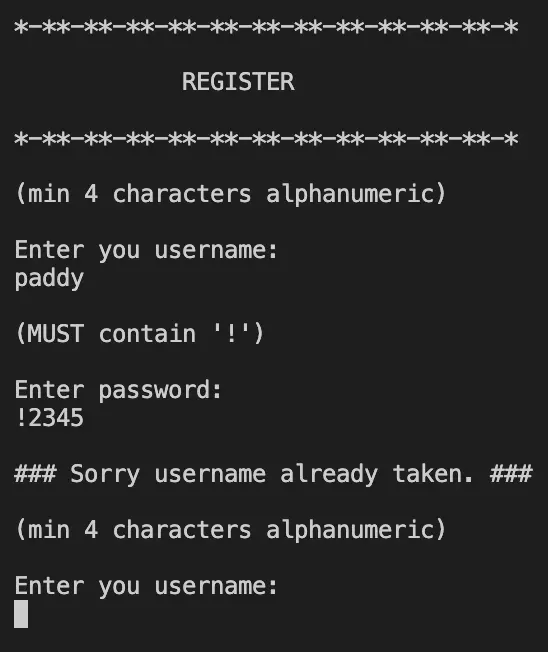 *-**-**-**-**-**-**-**-**-**-**-**-*
REGISTER
*-**-**-**-**-**-**-**-**-**-**-**-*
(min 4 characters alphanumeric)
Enter you username:
paddy
(MUST contain '!')
Enter password:
!2345
### Sorry username already taken. ###
(min 4 characters alphanumeric)
Enter you username: